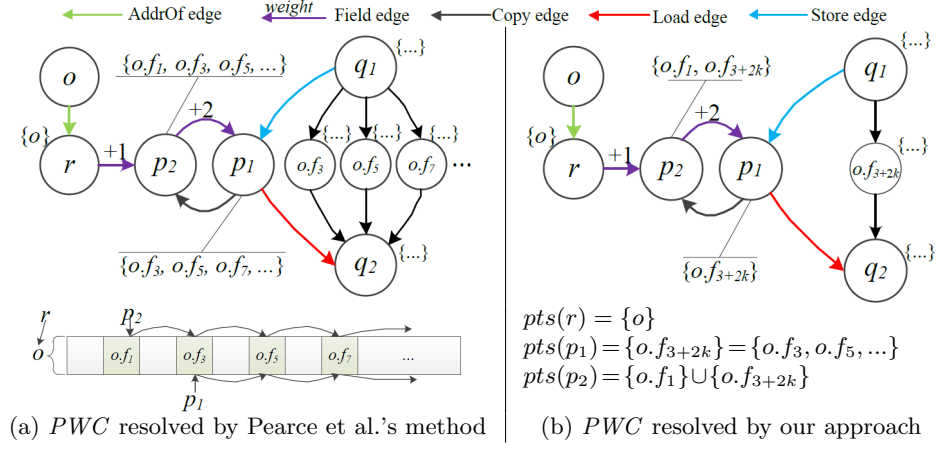 AddrOf edge
weight
Field edge
Copy edge
Load edge
Store edge
{o.f1, o.f3, o.f5, ...}
o
{o}
r
+1
p2
+2
p1
q1
{...}
{...}
{...}
{...}
o.f3
o.f5
o.f7
...
{o.f3, o.f5, o.f7, ...}
q2
{...}
r
p2
o
o.f1
o.f3
o.f5
o.f7
...
p1
(a) PWC resolved by Pearce et al.'s method
{o.f1, o.f3+2k}
o
{o}
r
+1
p2
+2
p1
q1
{...}
{...}
o.f3+2k
{o.f3+2k}
q2
{...}
pts(r) = {o}
pts(p1)={o.f3+2k}={o.f3, o.f5, ...}
pts(p2)={o.f1}∪{o.f3+2k}
(b) PWC resolved by our approach